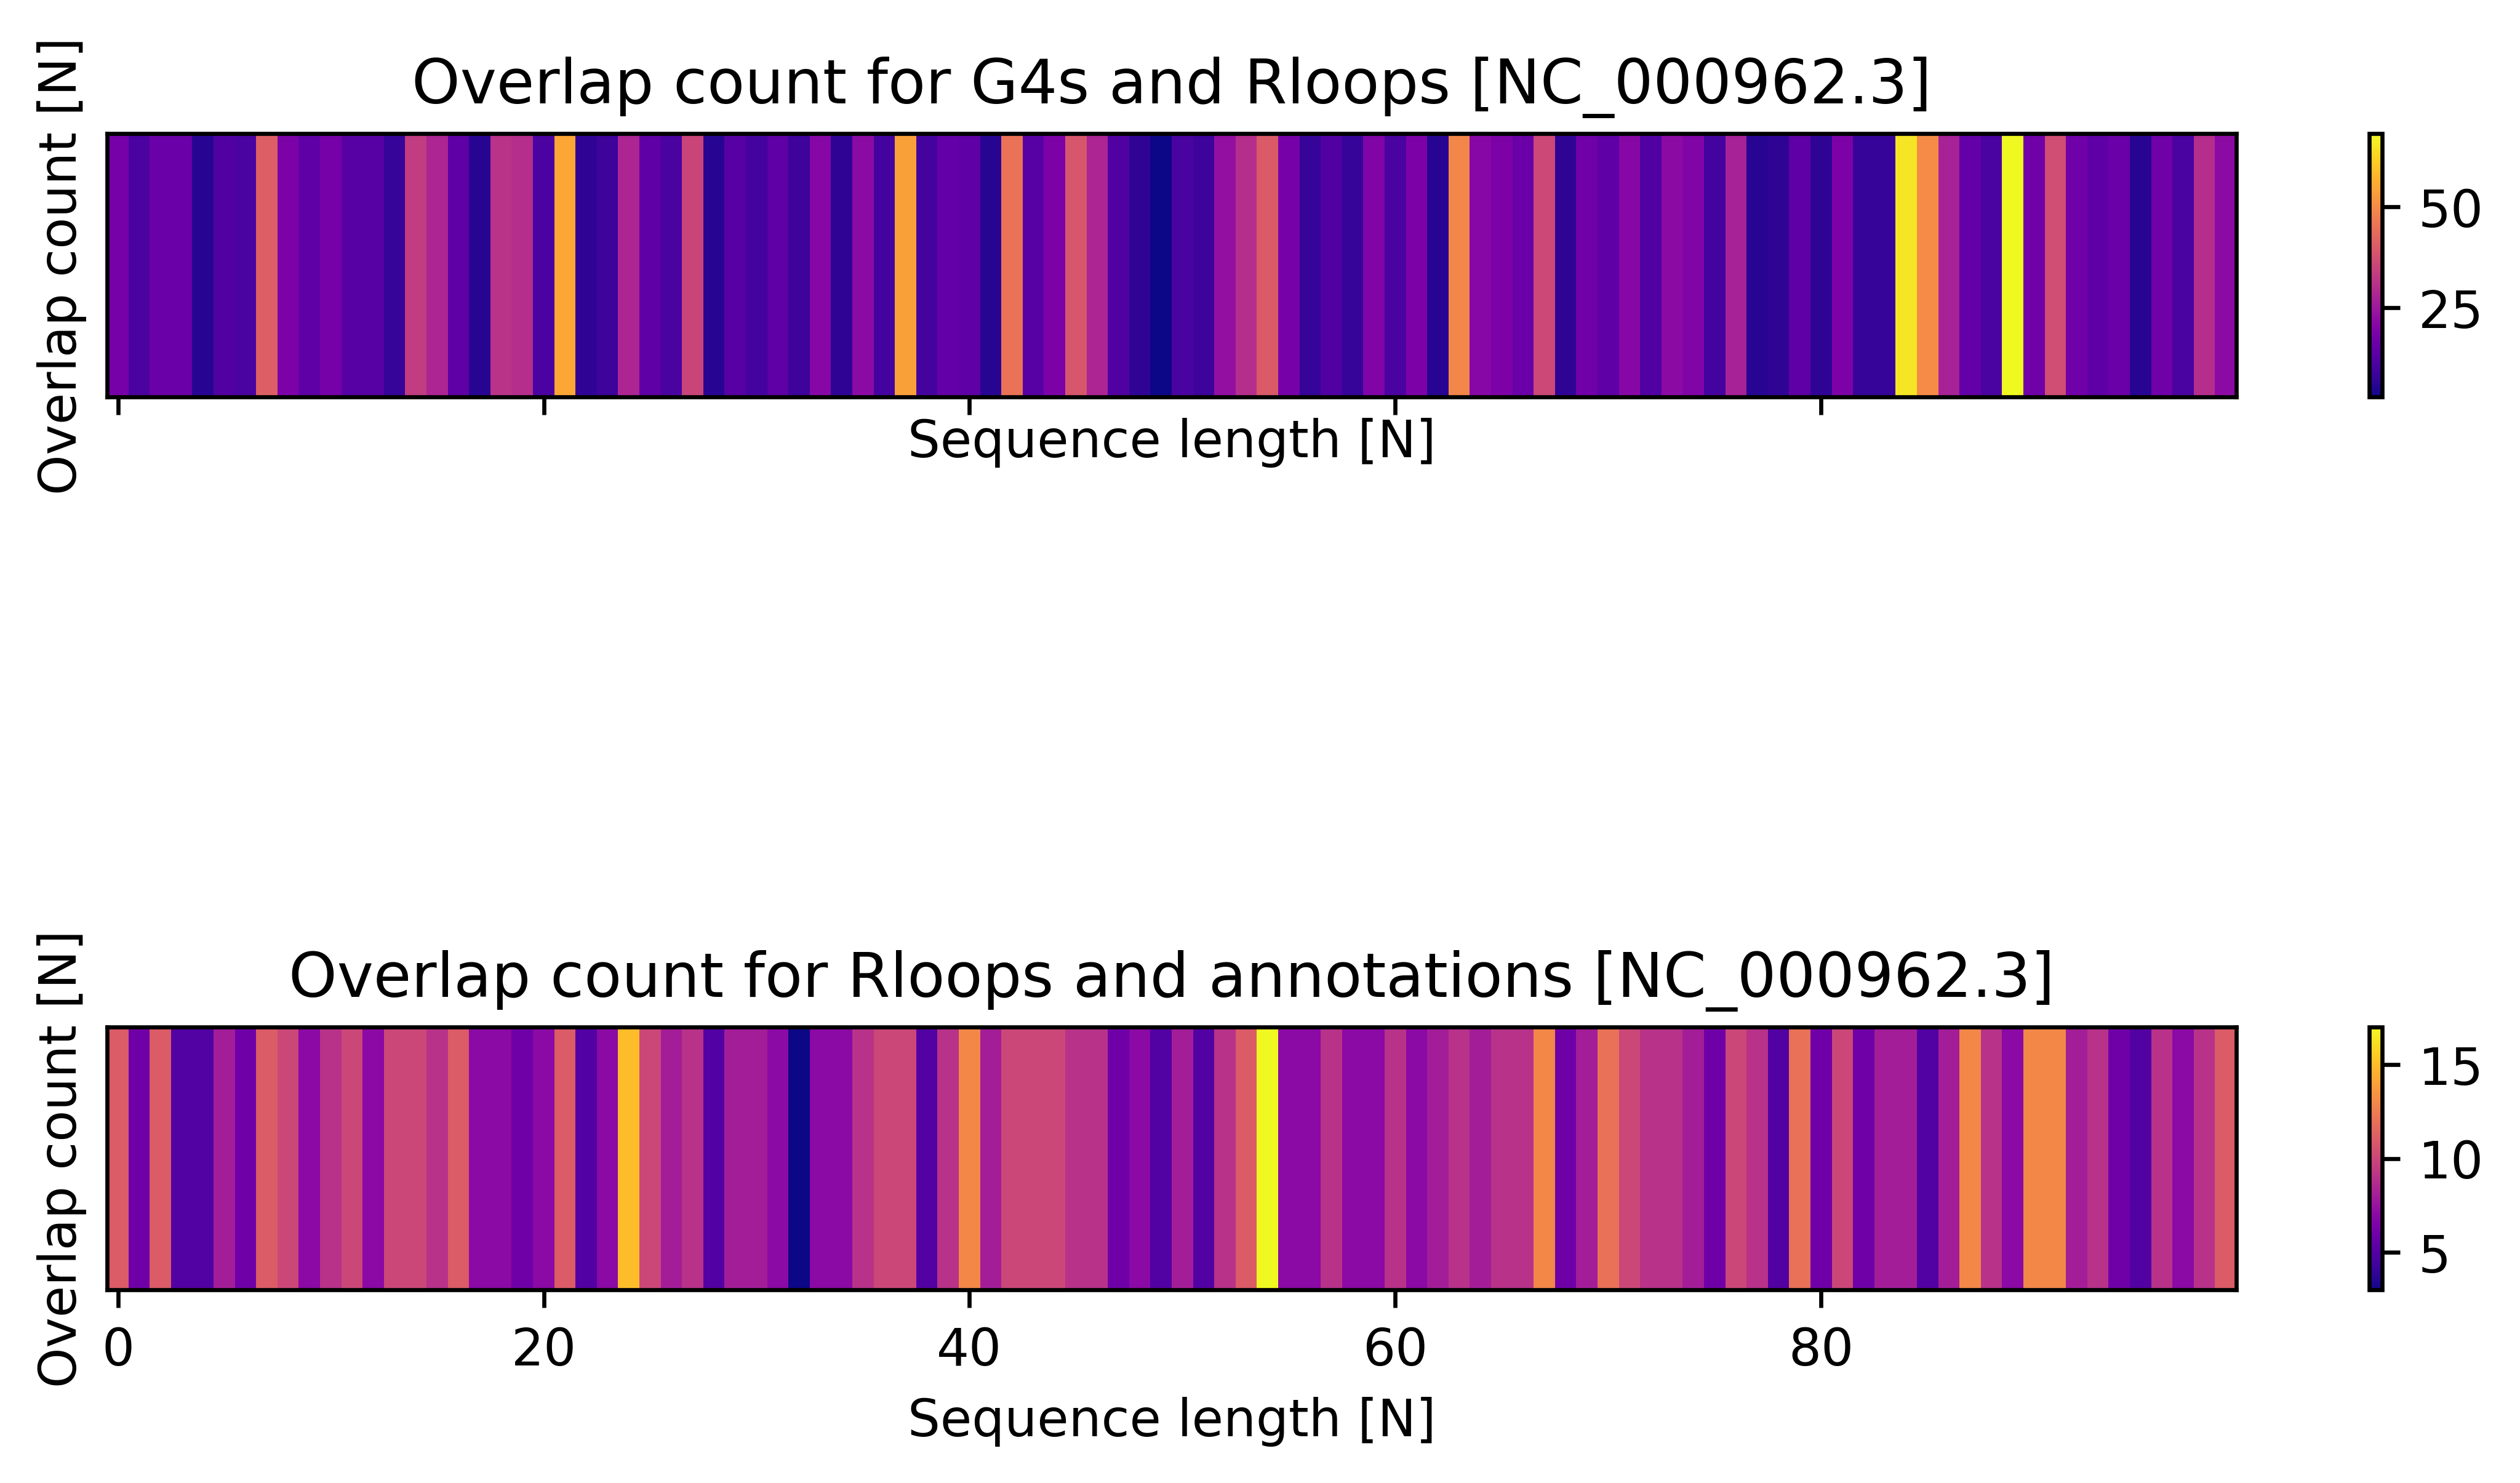 Overlap count for G4s and Rloops [NC_000962.3]
Overlap count [N]
50
25
Sequence length [N]
Overlap count for Rloops and annotations [NC_000962.3]
Overlap count [N]
15
10
5
0 20 40 60 80
Sequence length [N]